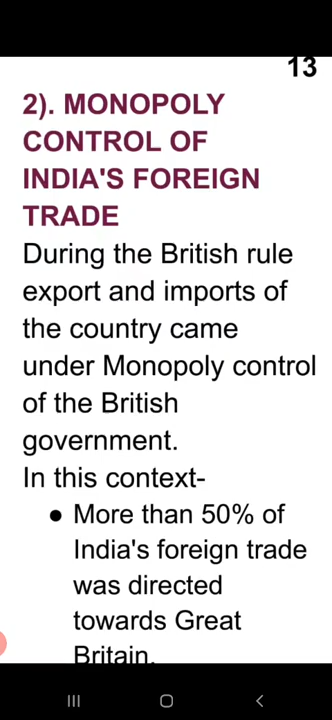 13
2). MONOPOLY
CONTROL OF
INDIA'S FOREIGN
TRADE
During the British rule
export and imports of
the country came
under Monopoly control
of the British
government.
In this context-
● More than 50% of
India's foreign trade
was directed
towards Great
Britain.